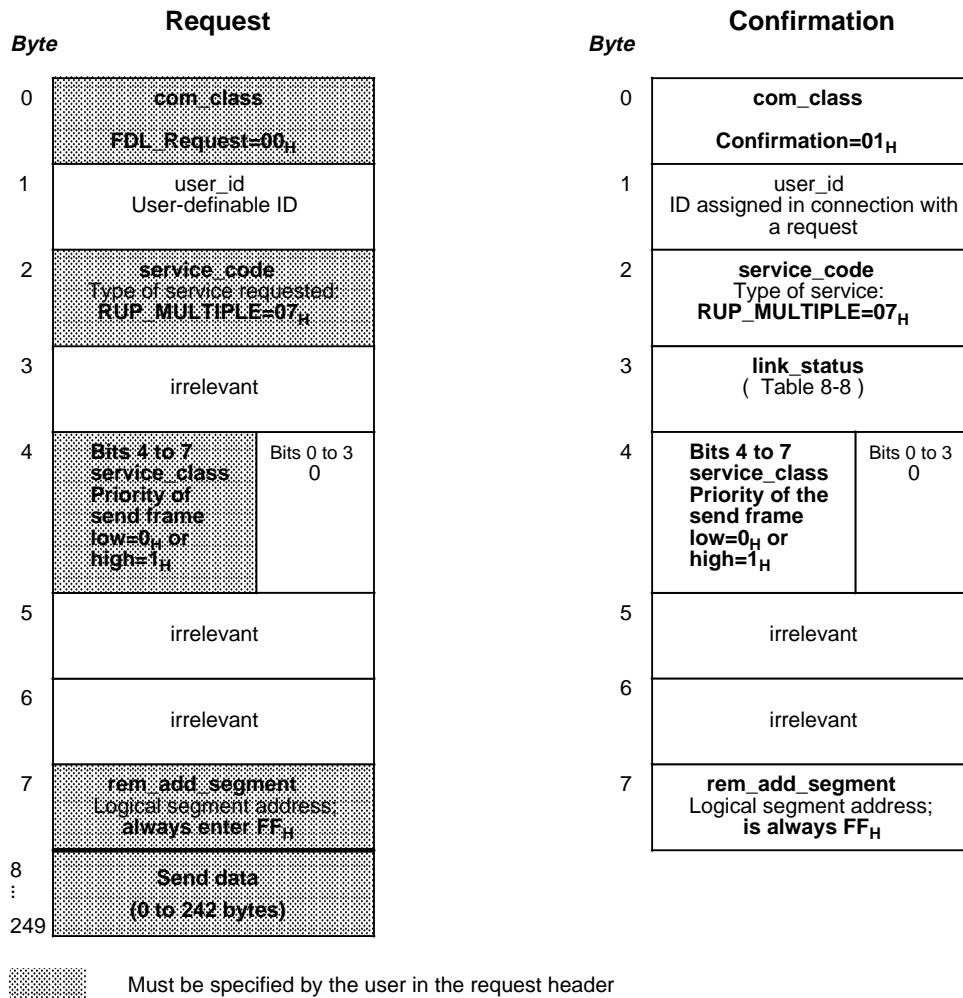 Request
Byte
0
com_class
FDL_Request=00H
1
user_id
User-definable ID
2
service_code
Type of service requested:
RUP_MULTIPLE=07H
3
irrelevant
4
Bits 4 to 7
service_class
Priority of
send frame
low=0H or
high=1H
Bits 0 to 3
0
5
irrelevant
6
irrelevant
7
rem_add_segment
Logical segment address;
always enter FFH
8
:
249
Send data
(0 to 242 bytes)
Confirmation
Byte
0
com_class
Confirmation=01H
1
user_id
ID assigned in connection with
a request
2
service_code
Type of service:
RUP_MULTIPLE=07H
3
link_status
( Table 8-8 )
4
Bits 4 to 7
service_class
Priority of the
send frame
low=0H or
high=1H
Bits 0 to 3
0
5
irrelevant
6
irrelevant
7
rem_add_segment
Logical segment address;
is always FFH
Must be specified by the user in the request header